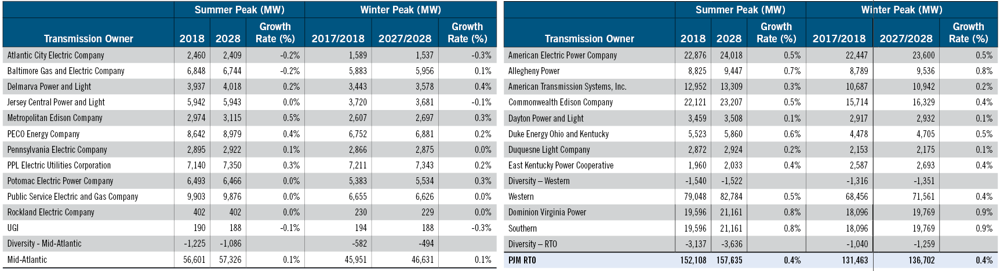 Summer Peak (MW) Winter Peak (MW)
Transmission Owner 2018 2028 Growth Rate (%) 2017/2018 2027/2028 Growth Rate (%)
Atlantic City Electric Company 2,460 2,409 -0.2% 1,589 1,537 -0.3%
Baltimore Gas and Electric Company 6,848 6,744 -0.2% 5,883 5,956 0.1%
Delmarva Power and Light 3,937 4,018 0.2% 3,443 3,578 0.4%
Jersey Central Power and Light 5,942 5,943 0.0% 3,720 3,681 -0.1%
Metropolitan Edison Company 2,974 3,115 0.5% 2,607 2,697 0.3%
PECO Energy Company 8,642 8,979 0.4% 6,752 6,881 0.2%
Pennsylvania Electric Company 2,895 2,922 0.1% 2,866 2,875 0.0%
PPL Electric Utilities Corporation 7,140 7,350 0.3% 7,211 7,343 0.2%
Potomac Electric Power Company 6,493 6,466 0.0% 5,383 5,534 0.3%
Public Service Electric and Gas Company 9,903 9,876 0.0% 6,655 6,626 0.0%
Rockland Electric Company 402 402 0.0% 230 229 0.0%
UGI 190 188 -0.1% 194 188 -0.3%
Diversity - Mid-Atlantic -1,225 -1,086 -582 -494
Mid-Atlantic 56,601 57,326 0.1% 45,951 46,631 0.1%
Summer Peak (MW) Winter Peak (MW)
Transmission Owner 2018 2028 Growth Rate (%) 2017/2018 2027/2028 Growth Rate (%)
American Electric Power Company 22,876 24,018 0.5% 22,447 23,600 0.5%
Allegheny Power 8,825 9,447 0.7% 8,789 9,536 0.8%
American Transmission Systems, Inc. 12,952 13,309 0.3% 10,687 10,942 0.2%
Commonwealth Edison Company 22,121 23,207 0.5% 15,714 16,329 0.4%
Dayton Power and Light 3,459 3,508 0.1% 2,917 2,932 0.1%
Duke Energy Ohio and Kentucky 5,523 5,860 0.6% 4,478 4,705 0.5%
Duquesne Light Company 2,872 2,924 0.2% 2,153 2,175 0.1%
East Kentucky Power Cooperative 1,960 2,033 0.4% 2,587 2,693 0.4%
Diversity – Western -1,540 -1,522 -1,316 -1,351
Western 79,048 82,784 0.5% 68,456 71,561 0.4%
Dominion Virginia Power 19,596 21,161 0.8% 18,096 19,769 0.9%
Southern 19,596 21,161 0.8% 18,096 19,769 0.9%
Diversity – RTO -3,137 -3,636 -1,040 -1,259
PJM RTO 152,108 157,635 0.4% 131,463 136,702 0.4%